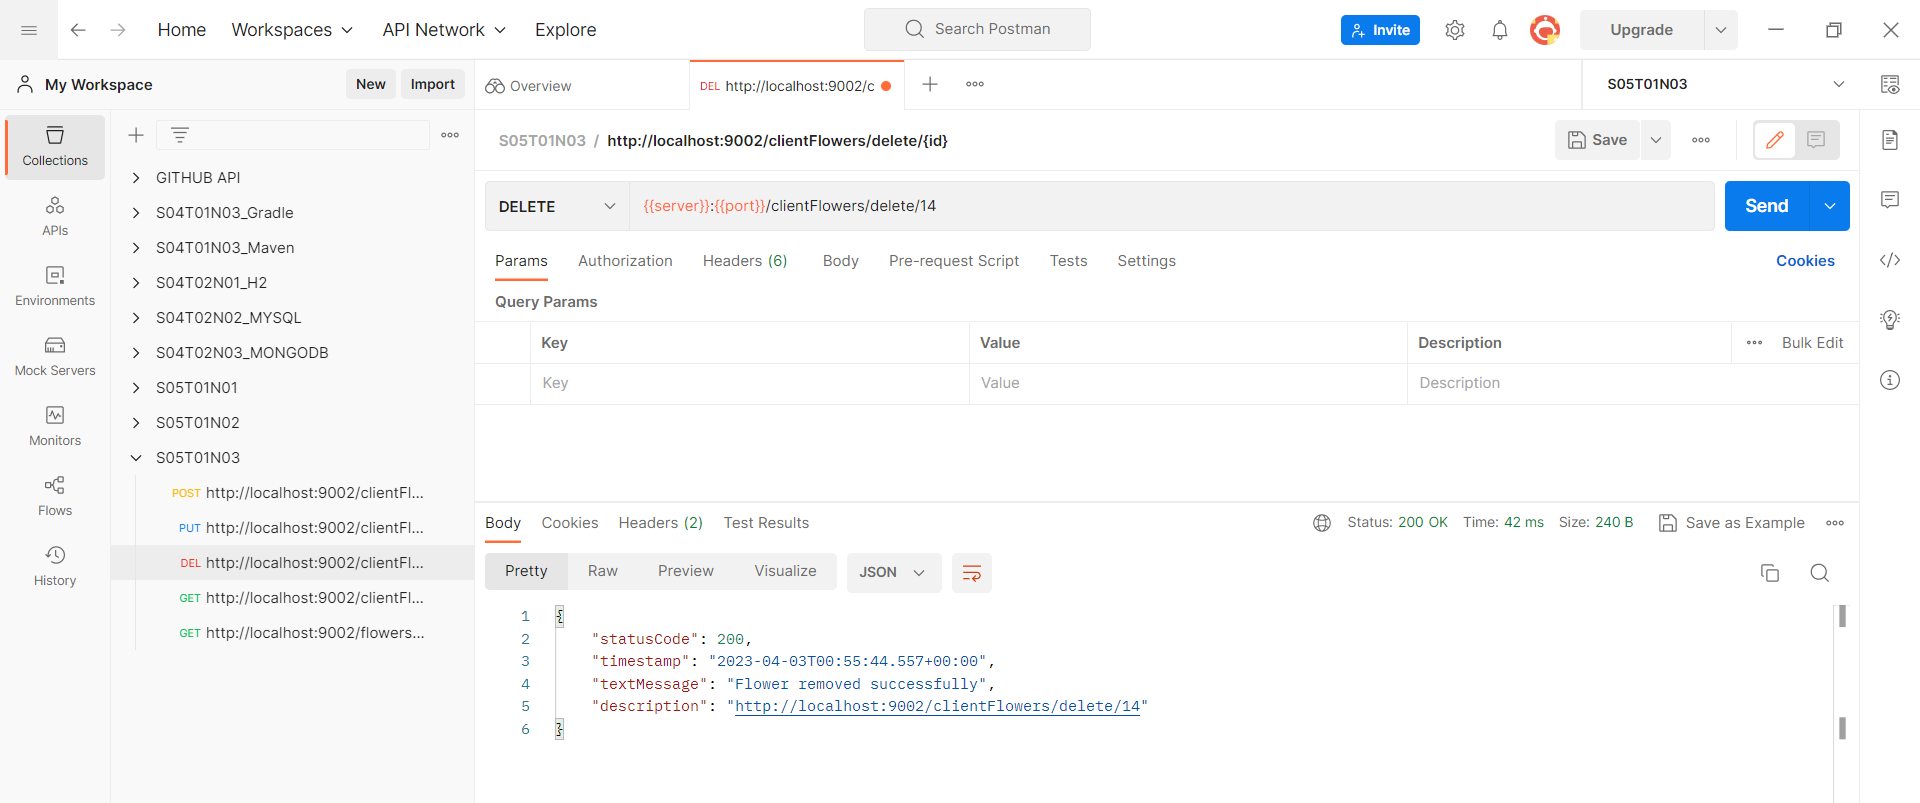 Home Workspaces API Network Explore Search Postman Invite Upgrade
My Workspace New Import Overview DEL http://localhost:9002/c S05T01N03
Collections
APIs
Environments
Mock Servers
Monitors
Flows
History
GITHUB API
S04T01N03_Gradle
S04T01N03_Maven
S04T02N01_H2
S04T02N02_MYSQL
S04T02N03_MONGODB
S05T01N01
S05T01N02
S05T01N03
POST http://localhost:9002/clientFl...
PUT http://localhost:9002/clientFl...
DEL http://localhost:9002/clientFl...
GET http://localhost:9002/clientFl...
GET http://localhost:9002/flowers...
S05T01N03 / http://localhost:9002/clientFlowers/delete/{id} Save
DELETE {{server}}:{{port}}/clientFlowers/delete/14 Send
Params Authorization Headers (6) Body Pre-request Script Tests Settings Cookies
Query Params
Key Value Description Bulk Edit
Key Value Description
Body Cookies Headers (2) Test Results Status: 200 OK Time: 42 ms Size: 240 B Save as Example
Pretty Raw Preview Visualize JSON
1 {
2 "statusCode": 200,
3 "timestamp": "2023-04-03T00:55:44.557+00:00",
4 "textMessage": "Flower removed successfully",
5 "description": "http://localhost:9002/clientFlowers/delete/14"
6 }